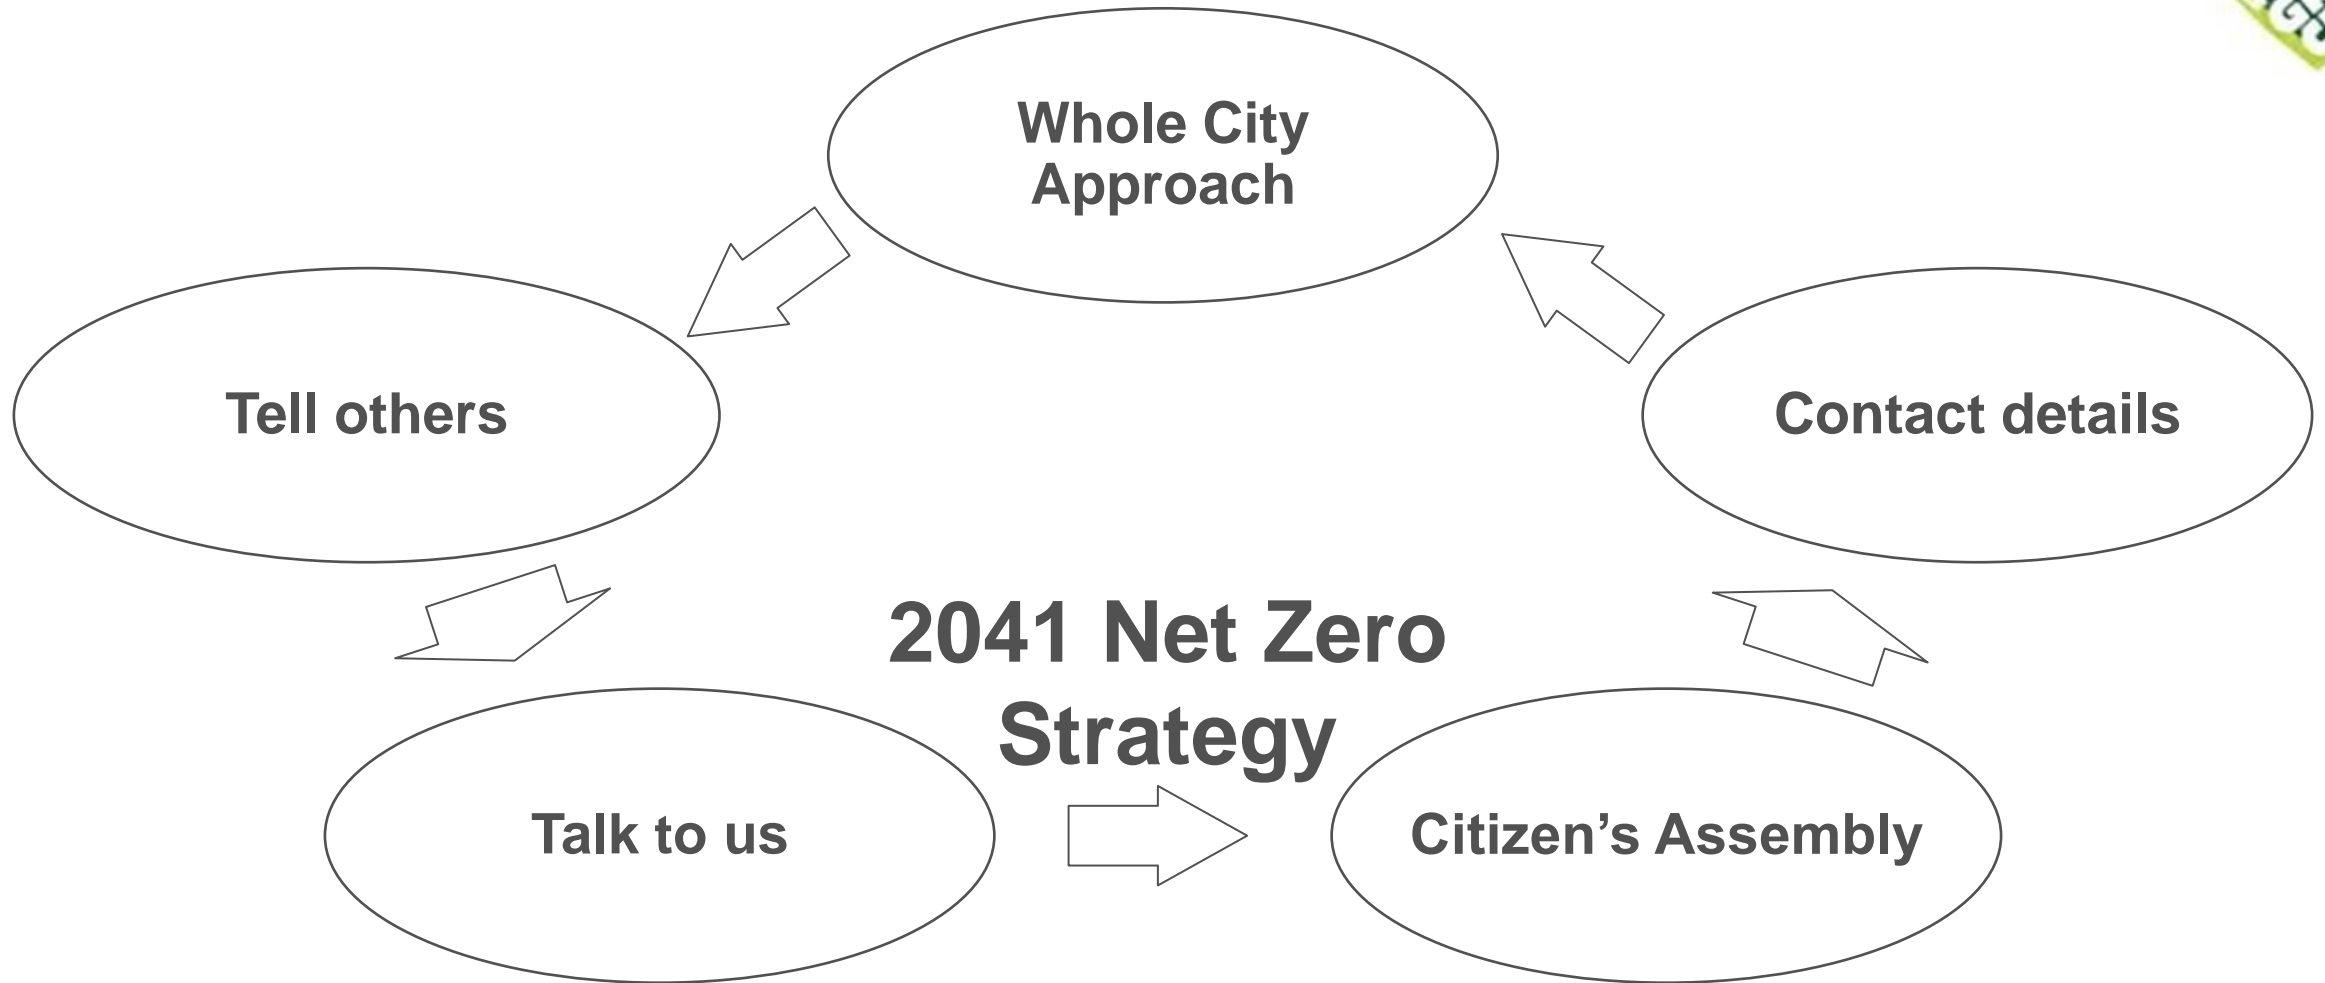 Whole City
Approach
Tell others
Contact details
2041 Net Zero
Strategy
Talk to us
Citizen’s Assembly